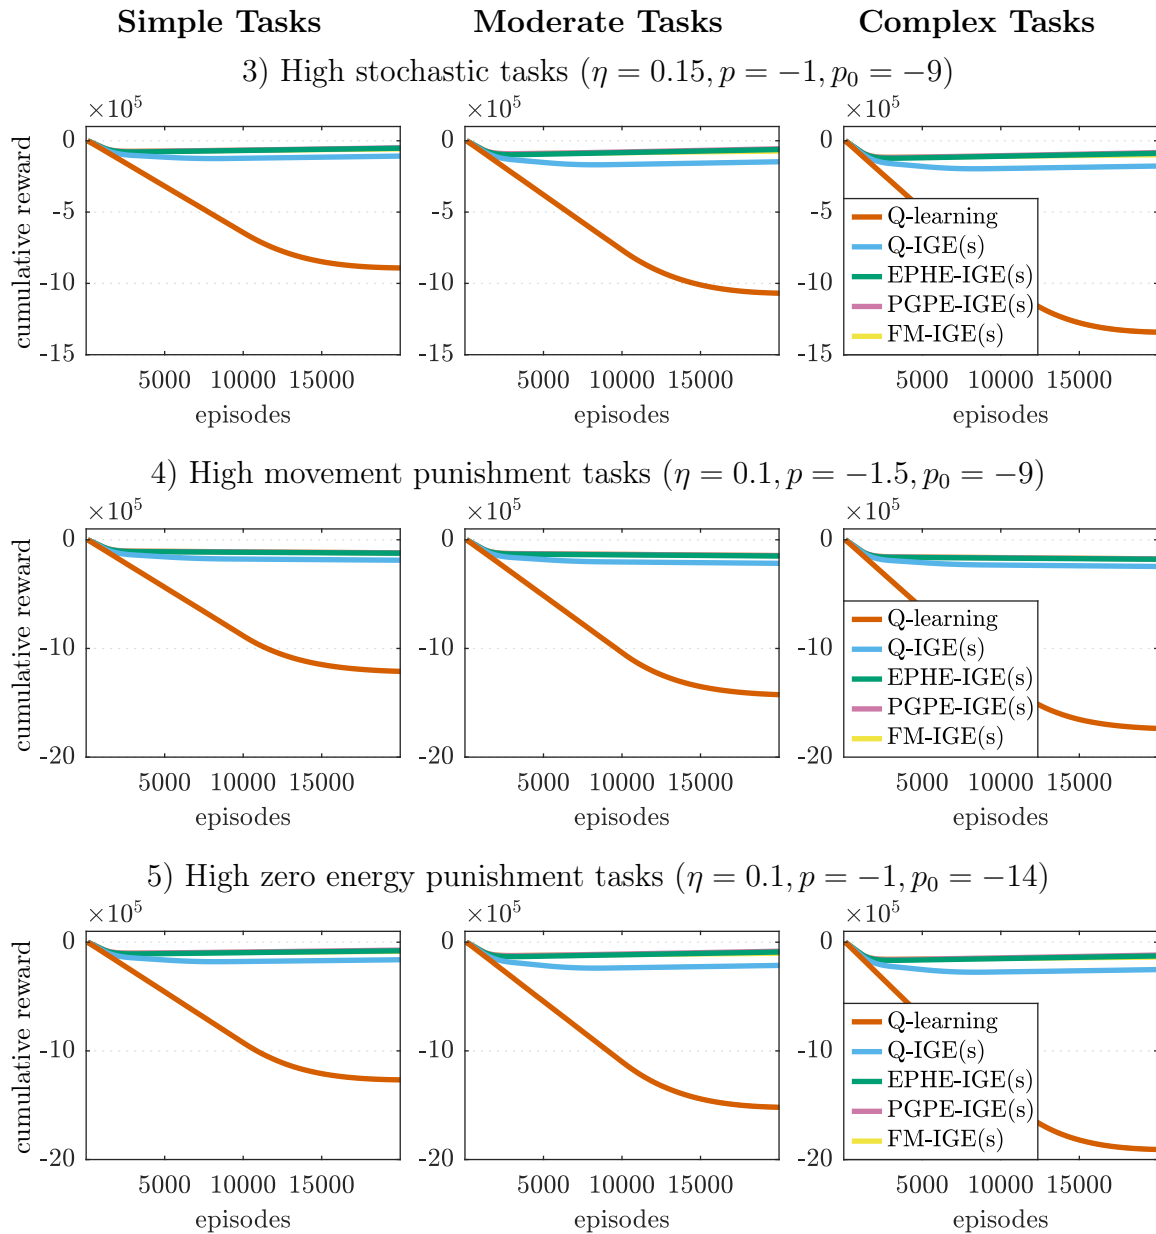 Simple Tasks Moderate Tasks Complex Tasks
3) High stochastic tasks (η = 0.15, p = −1, p₀ = −9)
×10⁵ ×10⁵ ×10⁵
cumulative reward
0
-5
-10
-15
5000 10000 15000
episodes
0
-5
-10
-15
5000 10000 15000
episodes
0
-5
-10
-15
Q-learning
Q-IGE(s)
EPHE-IGE(s)
PGPE-IGE(s)
FM-IGE(s)
5000 10000 15000
episodes
4) High movement punishment tasks (η = 0.1, p = −1.5, p₀ = −9)
×10⁵ ×10⁵ ×10⁵
cumulative reward
0
-10
-20
5000 10000 15000
episodes
0
-10
-20
5000 10000 15000
episodes
0
-10
-20
Q-learning
Q-IGE(s)
EPHE-IGE(s)
PGPE-IGE(s)
FM-IGE(s)
5000 10000 15000
episodes
5) High zero energy punishment tasks (η = 0.1, p = −1, p₀ = −14)
×10⁵ ×10⁵ ×10⁵
cumulative reward
0
-10
-20
5000 10000 15000
episodes
0
-10
-20
5000 10000 15000
episodes
0
-10
-20
Q-learning
Q-IGE(s)
EPHE-IGE(s)
PGPE-IGE(s)
FM-IGE(s)
5000 10000 15000
episodes